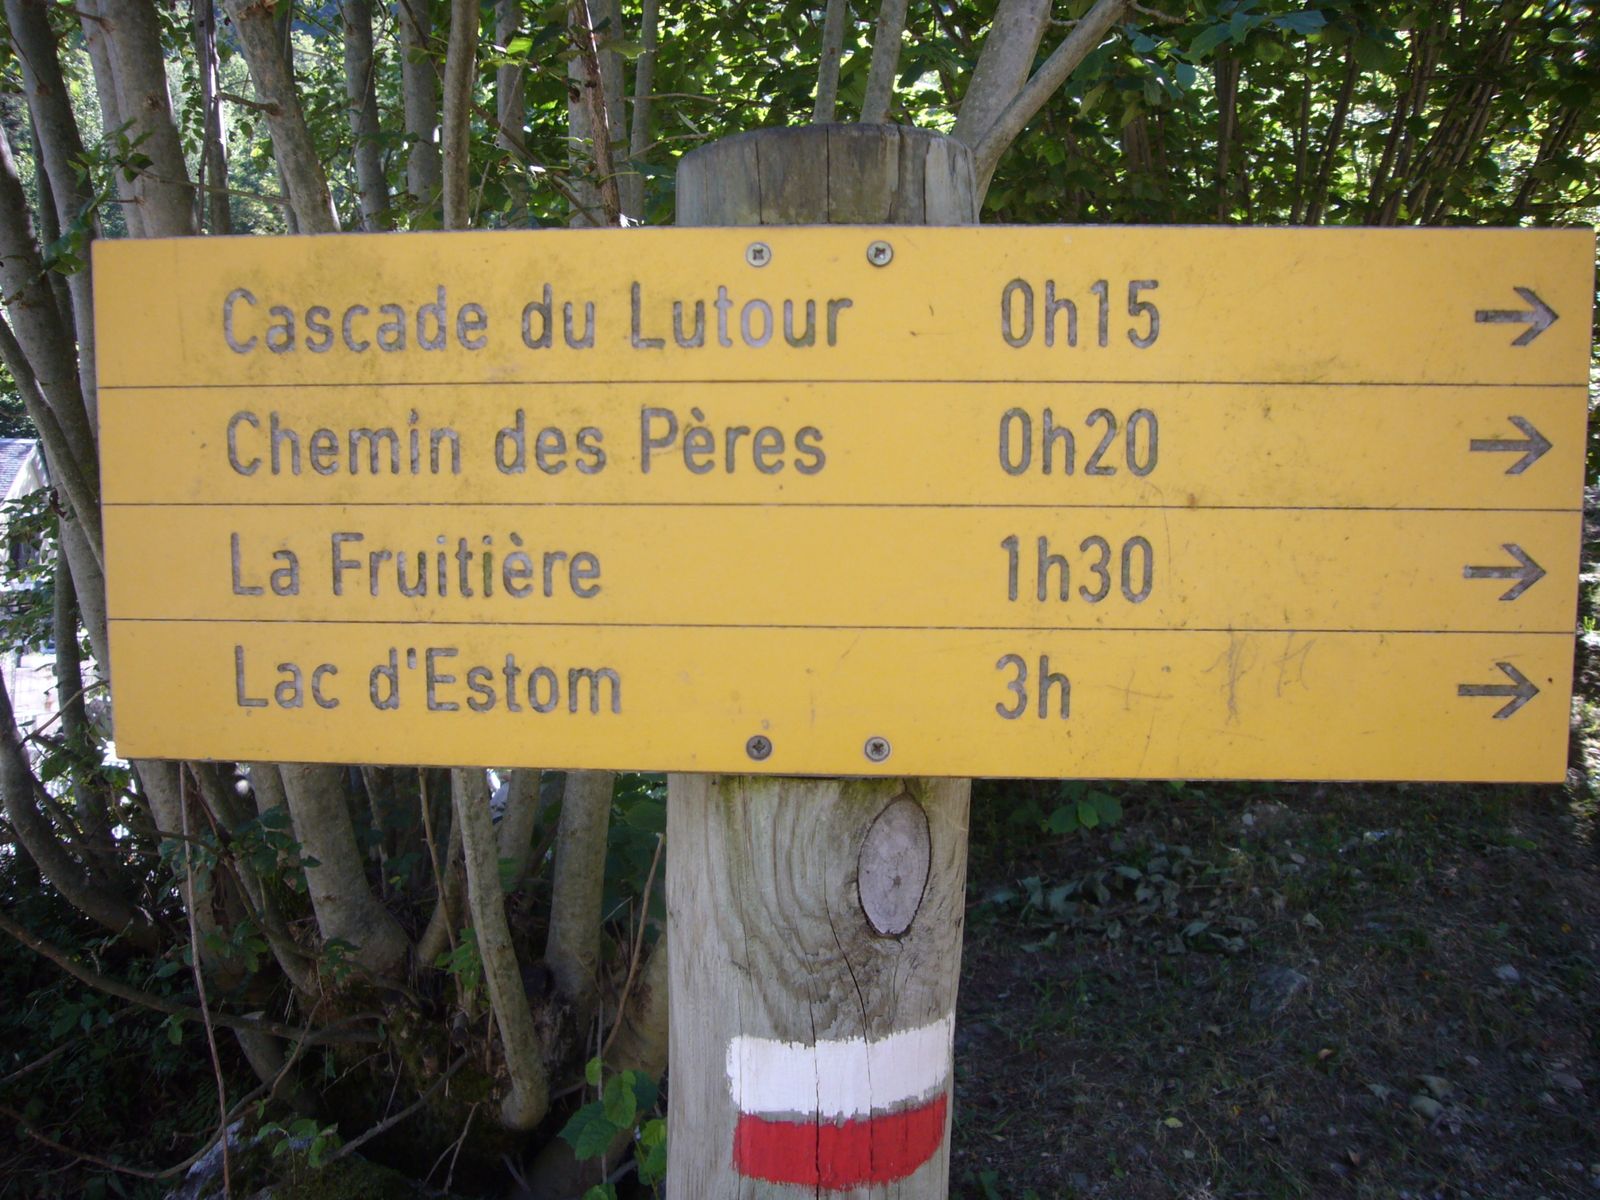 Cascade du Lutour 0h15 →
Chemin des Pères 0h20 →
La Fruitière 1h30 →
Lac d'Estom 3h →